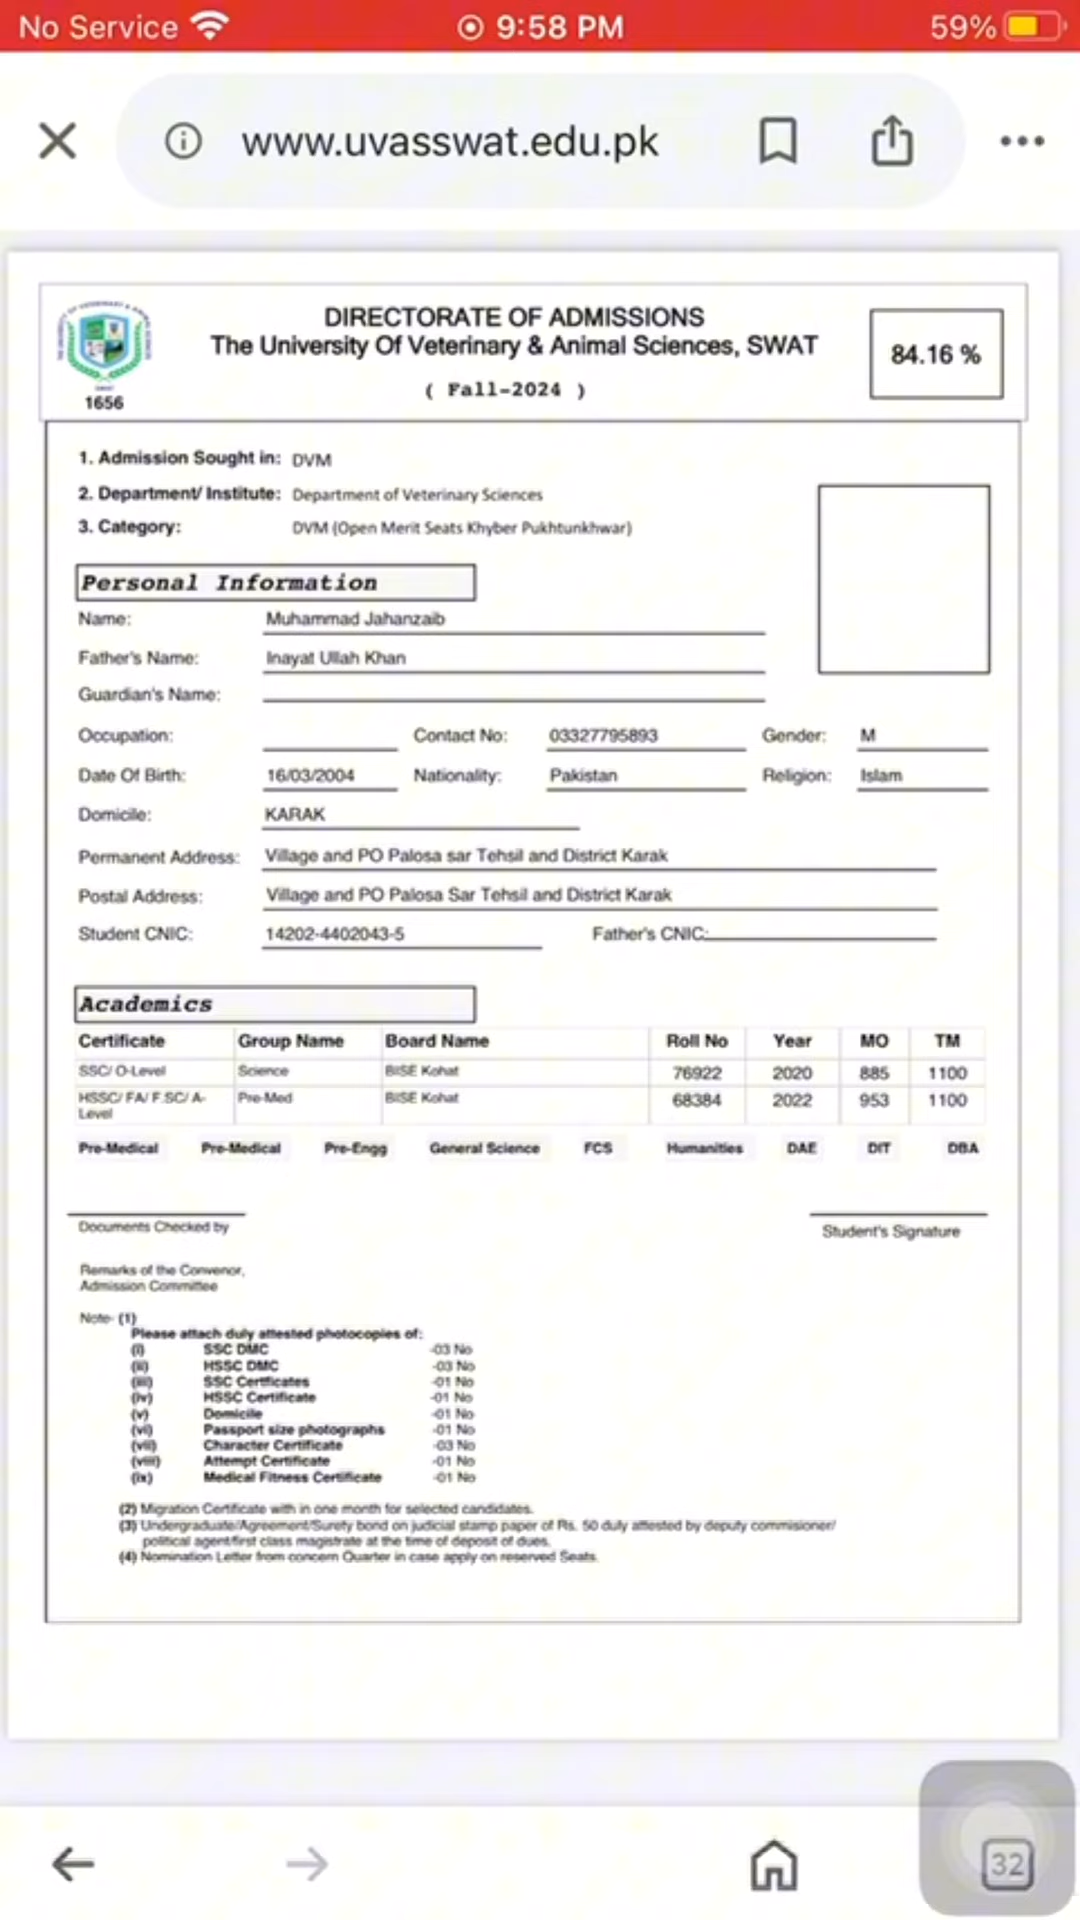 No Service 9:58 PM 59%
www.uvasswat.edu.pk
DIRECTORATE OF ADMISSIONS
The University Of Veterinary & Animal Sciences, SWAT
( Fall-2024 )
84.16 %
SWAT
1656
1. Admission Sought in: DVM
2. Department/ Institute: Department of Veterinary Sciences
3. Category: DVM (Open Merit Seats Khyber Pukhtunkhwar)
Personal Information
Name: Muhammad Jahanzaib
Father's Name: Inayat Ullah Khan
Guardian's Name:
Occupation: Contact No: 03327795893 Gender: M
Date Of Birth: 16/03/2004 Nationality: Pakistan Religion: Islam
Domicile: KARAK
Permanent Address: Village and PO Palosa sar Tehsil and District Karak
Postal Address: Village and PO Palosa Sar Tehsil and District Karak
Student CNIC: 14202-4402043-5 Father's CNIC:
Academics
Certificate Group Name Board Name Roll No Year MO TM
SSC/ O-Level Science BISE Kohat 76922 2020 885 1100
HSSC/ FA/ F.SC/ A-Level Pre-Med BISE Kohat 68384 2022 953 1100
Pre-Medical Pre-Medical Pre-Engg General Science FCS Humanities DAE DIT DBA
Documents Checked by Student's Signature
Remarks of the Convenor,
Admission Committee
Note- (1)
Please attach duly attested photocopies of:
(i) SSC DMC -03 No
(ii) HSSC DMC -03 No
(iii) SSC Certficates -01 No
(iv) HSSC Certificate -01 No
(v) Domicile -01 No
(vi) Passport size photographs -01 No
(vii) Character Certificate -03 No
(viii) Attempt Certificate -01 No
(ix) Medical Fitness Certificate -01 No
(2) Migration Certificate with in one month for selected candidates.
(3) Undergraduate/Agreement/Surety bond on judicial stamp paper of Rs. 50 duly attested by deputy commisioner/
political agent/first class magistrate at the time of deposit of dues.
(4) Nomination Letter from concern Quarter in case apply on reserved Seats.
32